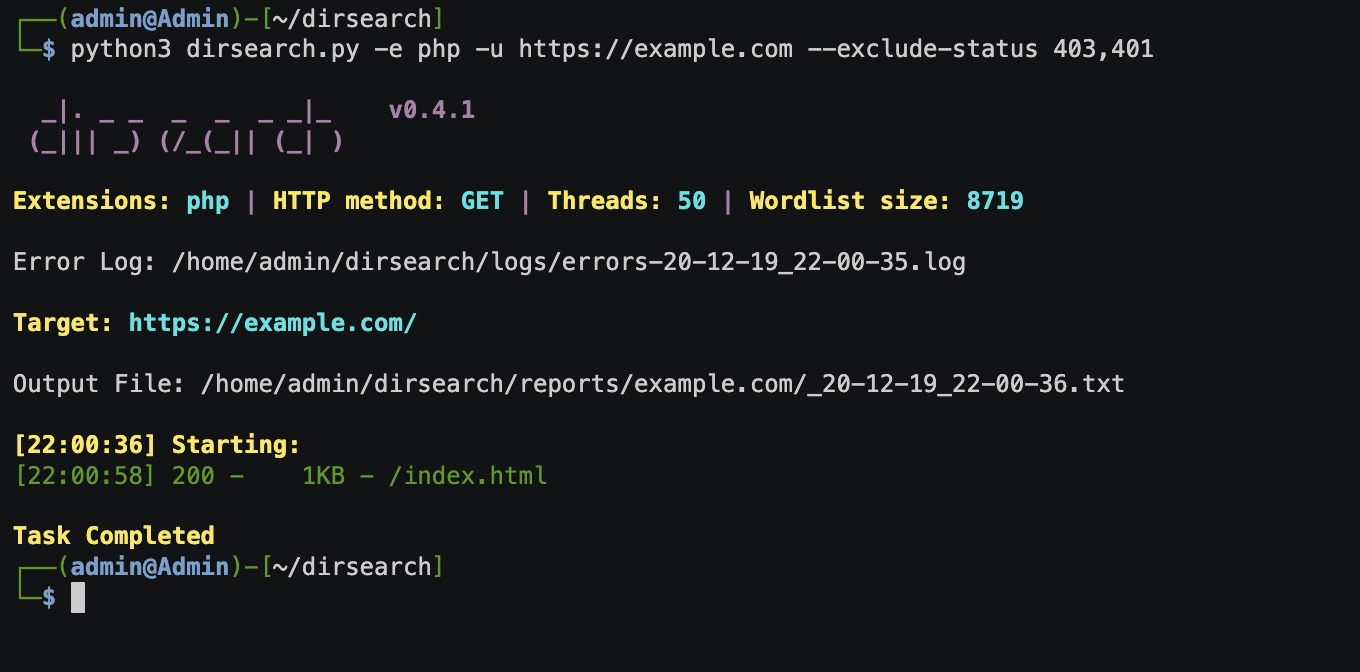 ┌──(admin@Admin)-[~/dirsearch]
└─$ python3 dirsearch.py -e php -u https://example.com --exclude-status 403,401
  _|. _ _  _  _  _ _|_    v0.4.1
 (_||| _) (/_(_|| (_| )
Extensions: php | HTTP method: GET | Threads: 50 | Wordlist size: 8719
Error Log: /home/admin/dirsearch/logs/errors-20-12-19_22-00-35.log
Target: https://example.com/
Output File: /home/admin/dirsearch/reports/example.com/_20-12-19_22-00-36.txt
[22:00:36] Starting:
[22:00:58] 200 -    1KB - /index.html
Task Completed
┌──(admin@Admin)-[~/dirsearch]
└─$